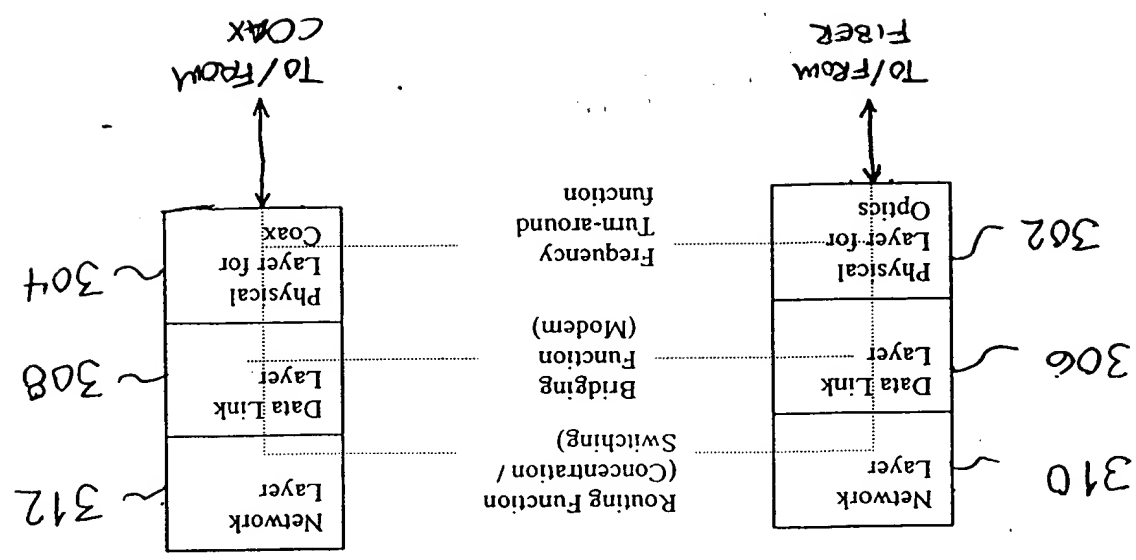 310
Network
Layer
Routing Function
(Concentration /
Switching)
Network
Layer
312
306
Data Link
Layer
Bridging
Function
(Modem)
Data Link
Layer
308
302
Physical
Layer for
Optics
Frequency
Turn-around
function
Physical
Layer for
Coax
304
TO/FROM
FIBER
TO/FROM
COAX